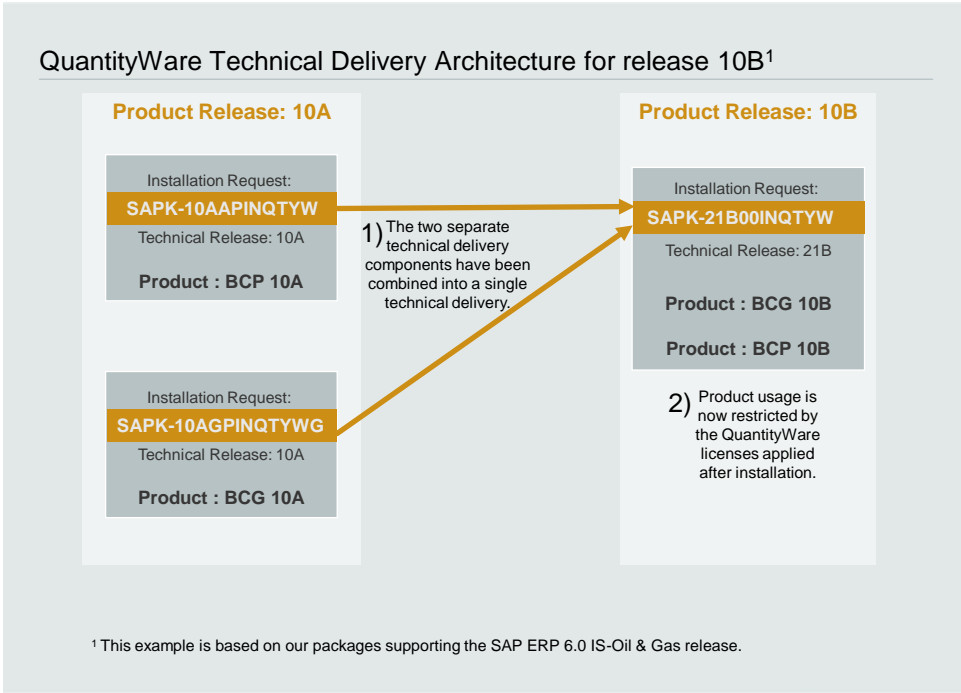 QuantityWare Technical Delivery Architecture for release 10B¹
Product Release: 10A
Installation Request:
SAPK-10AAPINQTYW
Technical Release: 10A
Product : BCP 10A
Installation Request:
SAPK-10AGPINQTYWG
Technical Release: 10A
Product : BCG 10A
1) The two separate
technical delivery
components have been
combined into a single
technical delivery.
Product Release: 10B
Installation Request:
SAPK-21B00INQTYW
Technical Release: 21B
Product : BCG 10B
Product : BCP 10B
2) Product usage is
now restricted by
the QuantityWare
licenses applied
after installation.
¹ This example is based on our packages supporting the SAP ERP 6.0 IS-Oil & Gas release.